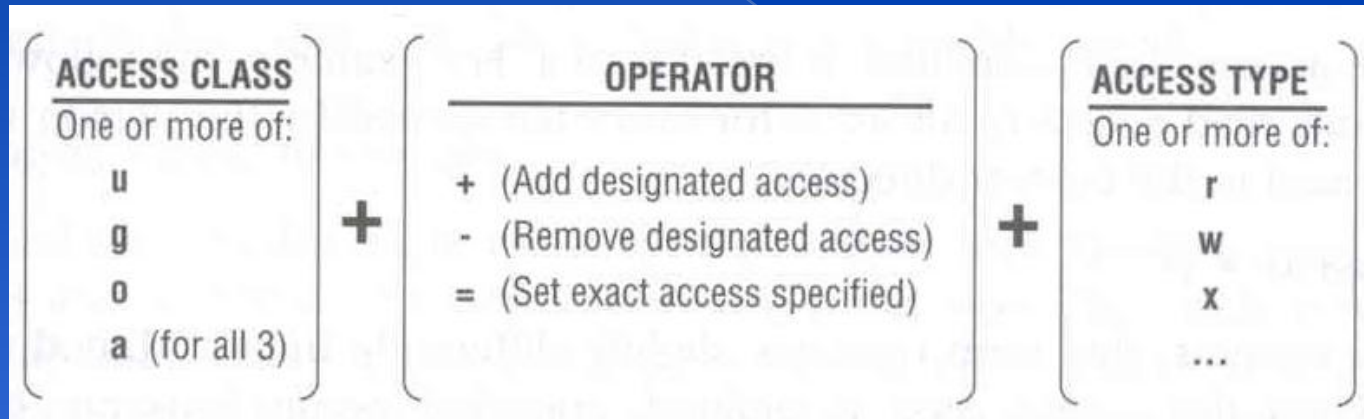 ACCESS CLASS
One or more of:
u
g
o
a (for all 3)
+
OPERATOR
+ (Add designated access)
- (Remove designated access)
= (Set exact access specified)
+
ACCESS TYPE
One or more of:
r
w
x
...